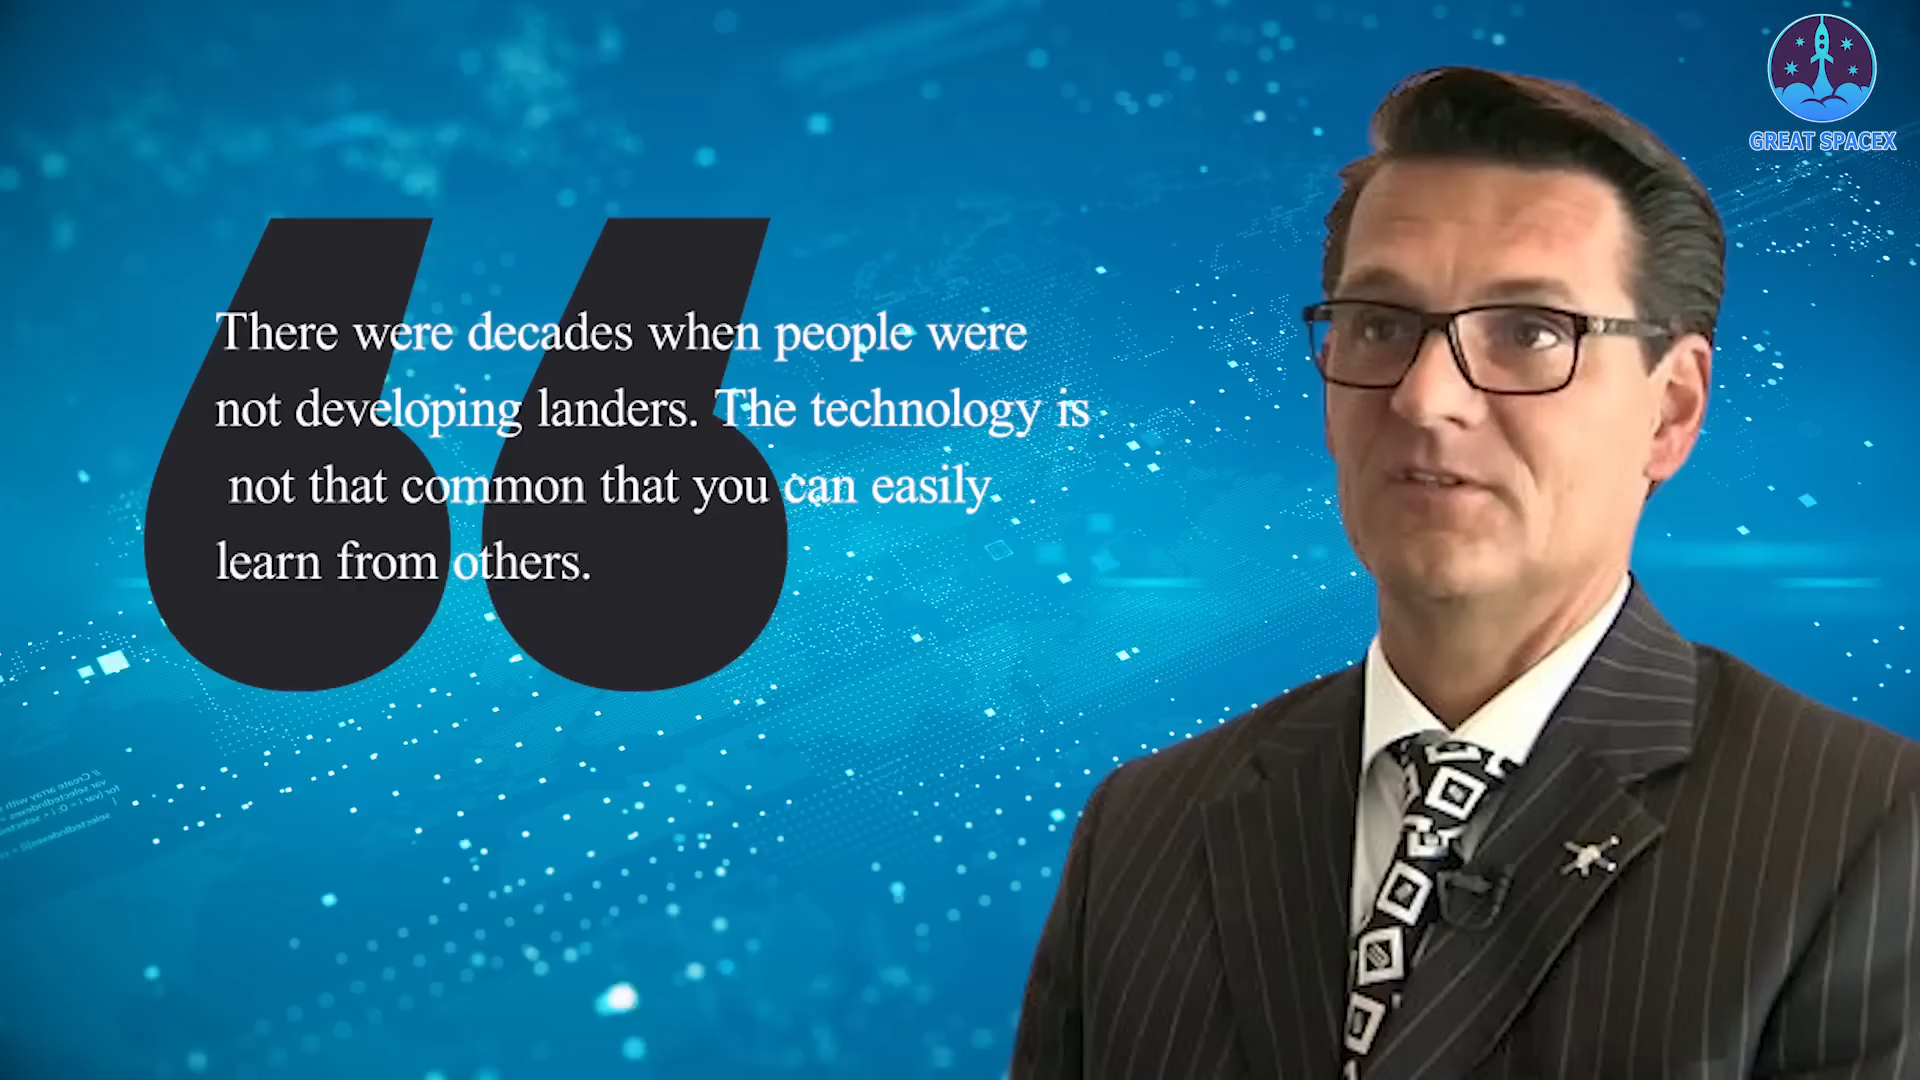 GREAT SPACEX
There were decades when people were
not developing landers. The technology is
not that common that you can easily
learn from others.